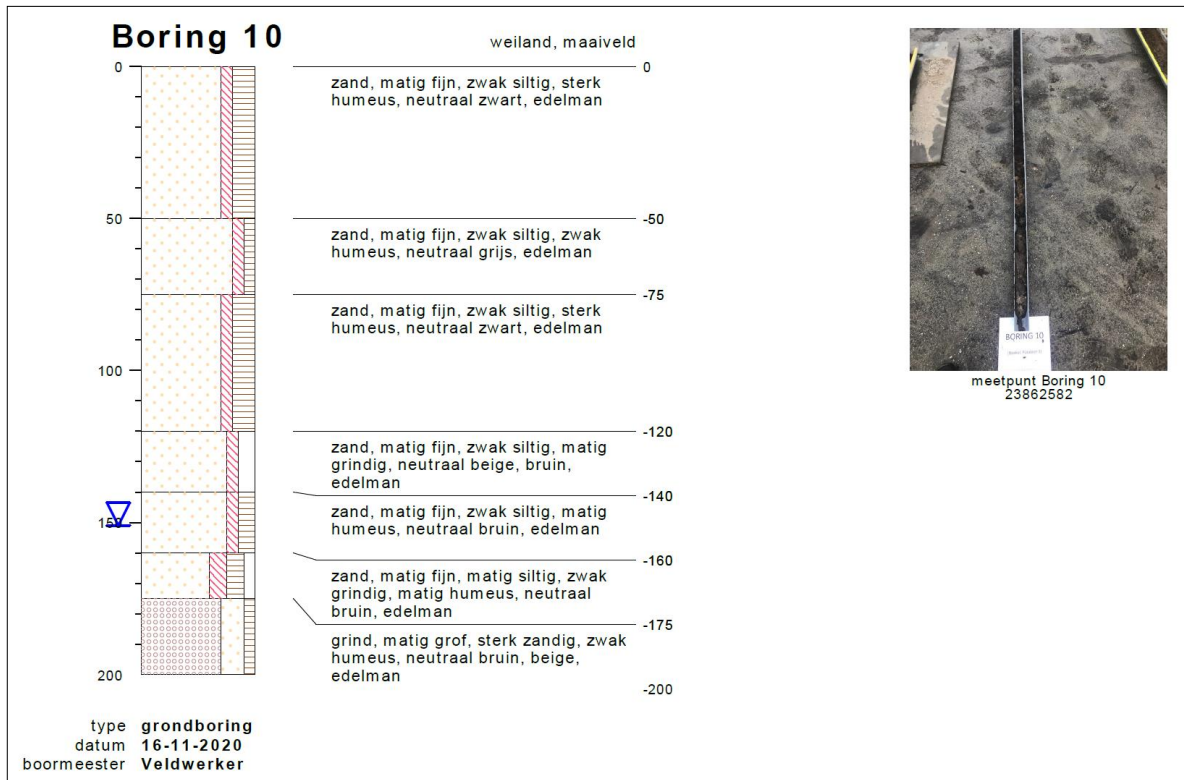 Boring 10
weiland, maaiveld
0
0
zand, matig fijn, zwak siltig, sterk
humeus, neutraal zwart, edelman
50
-50
zand, matig fijn, zwak siltig, zwak
humeus, neutraal grijs, edelman
-75
zand, matig fijn, zwak siltig, sterk
humeus, neutraal zwart, edelman
100
-120
zand, matig fijn, zwak siltig, matig
grindig, neutraal beige, bruin,
edelman
-140
150
zand, matig fijn, zwak siltig, matig
humeus, neutraal bruin, edelman
-160
zand, matig fijn, matig siltig, zwak
grindig, matig humeus, neutraal
bruin, edelman
-175
grind, matig grof, sterk zandig, zwak
humeus, neutraal bruin, beige,
edelman
200
-200
type grondboring
datum 16-11-2020
boormeester Veldwerker
BORING 10
meetpunt Boring 10
23862582